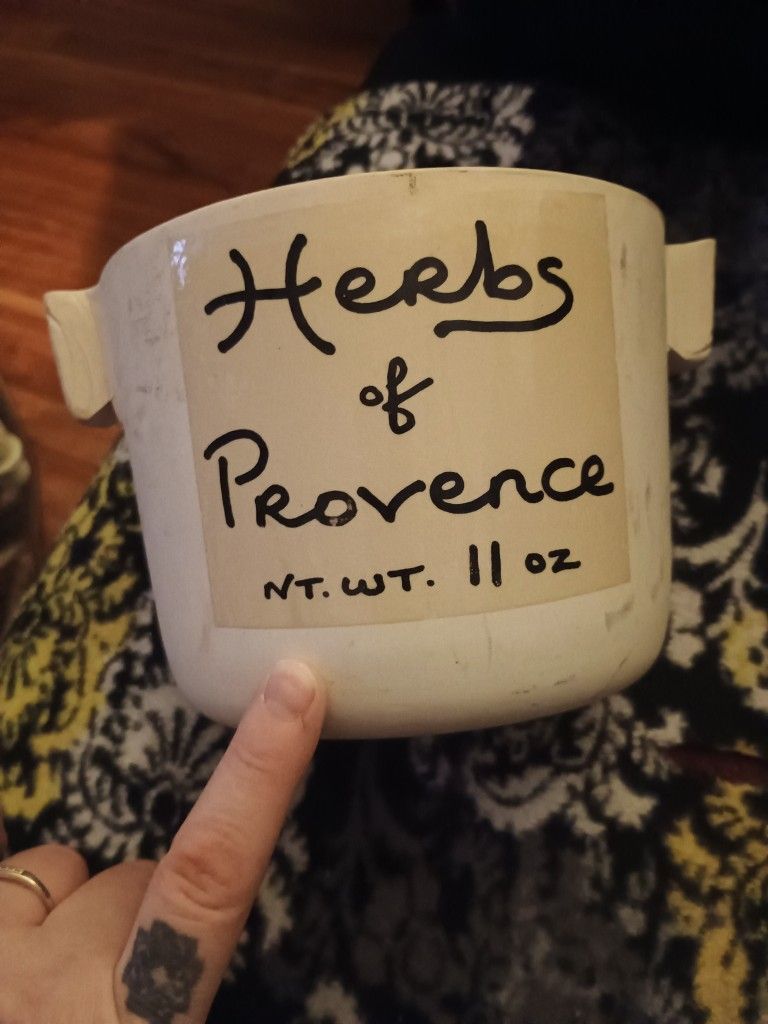 Herbs
of
Provence
NT. WT. 11 oz